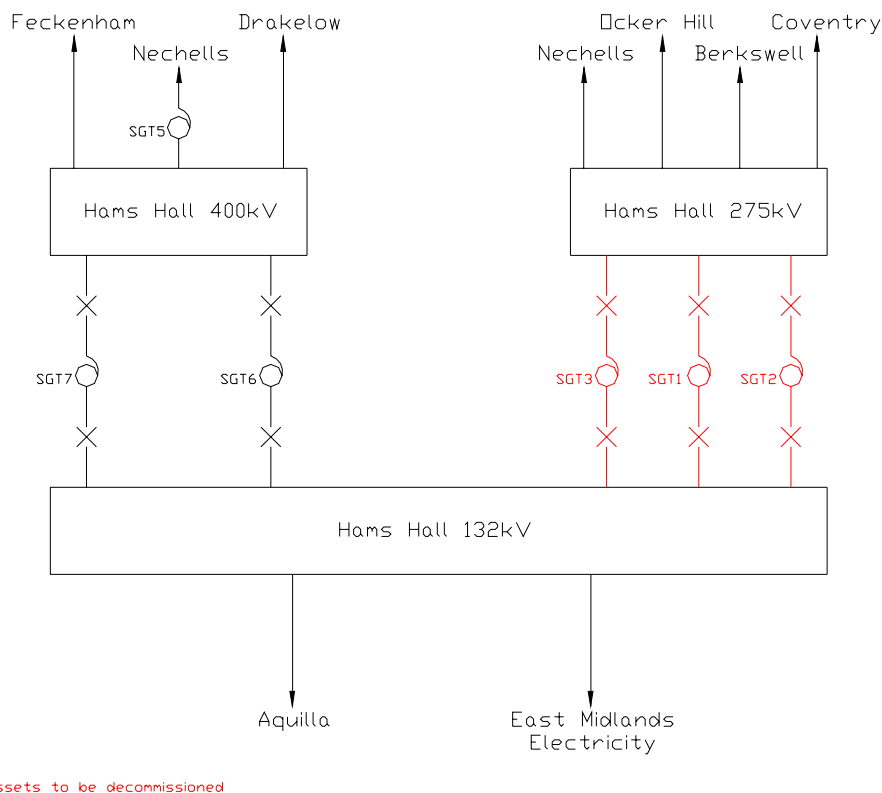 Feckenham
Drakelow
Ocker Hill
Coventry
Nechells
Nechells
Berkswell
SGT5
Hams Hall 400kV
Hams Hall 275kV
SGT7
SGT6
SGT3
SGT1
SGT2
Hams Hall 132kV
Aquilla
East Midlands
Electricity
ssets to be decommissioned